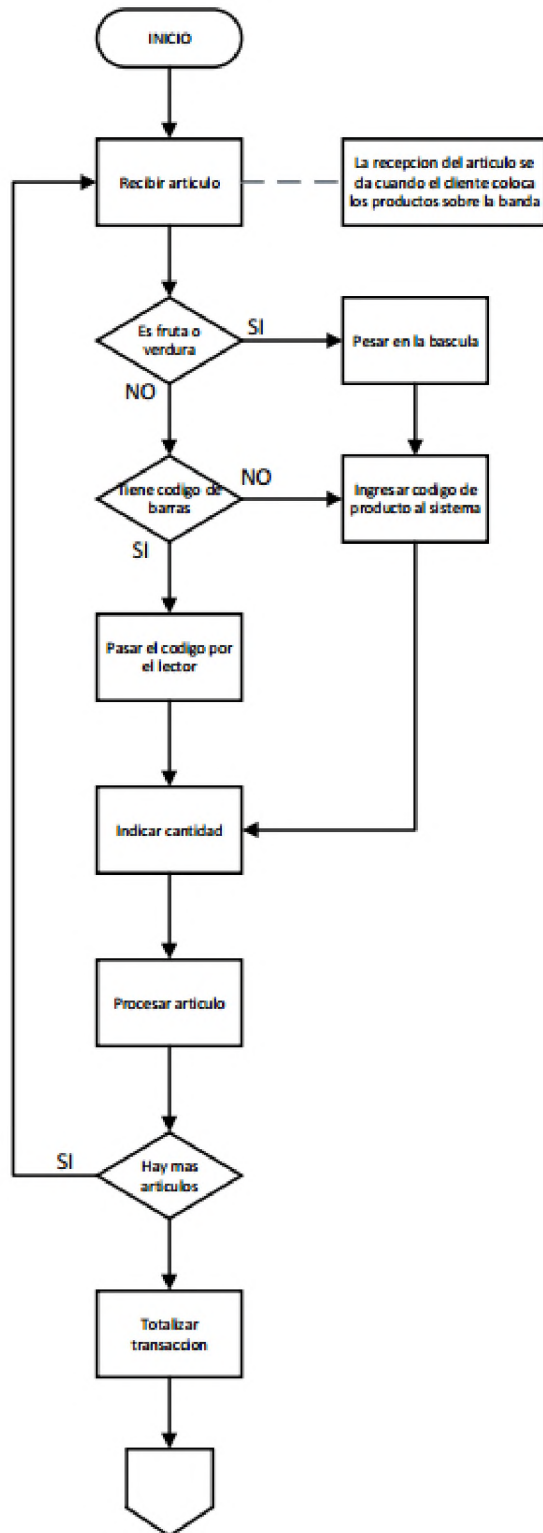 INICIO
Recibir articulo
La recepcion del articulo se
da cuando el cliente coloca
los productos sobre la banda
Es fruta o
verdura
SI
Pesar en la bascula
NO
Tiene codigo de
barras
NO
Ingresar codigo de
producto al sistema
SI
Pasar el codigo por
el lector
Indicar cantidad
Procesar articulo
SI
Hay mas
articulos
Totalizar
transaccion